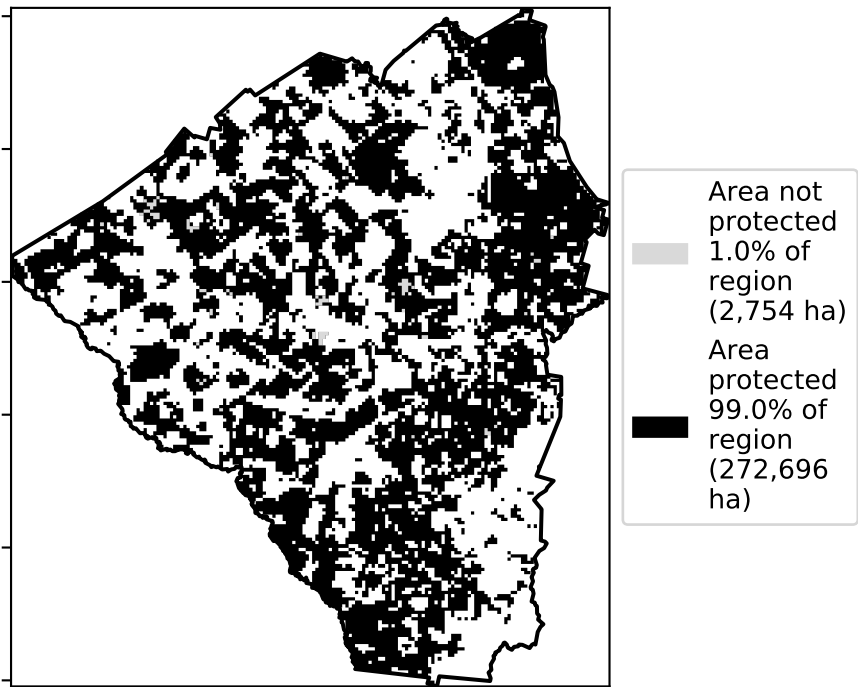 Area not
protected
1.0% of
region
(2,754 ha)
Area
protected
99.0% of
region
(272,696
ha)